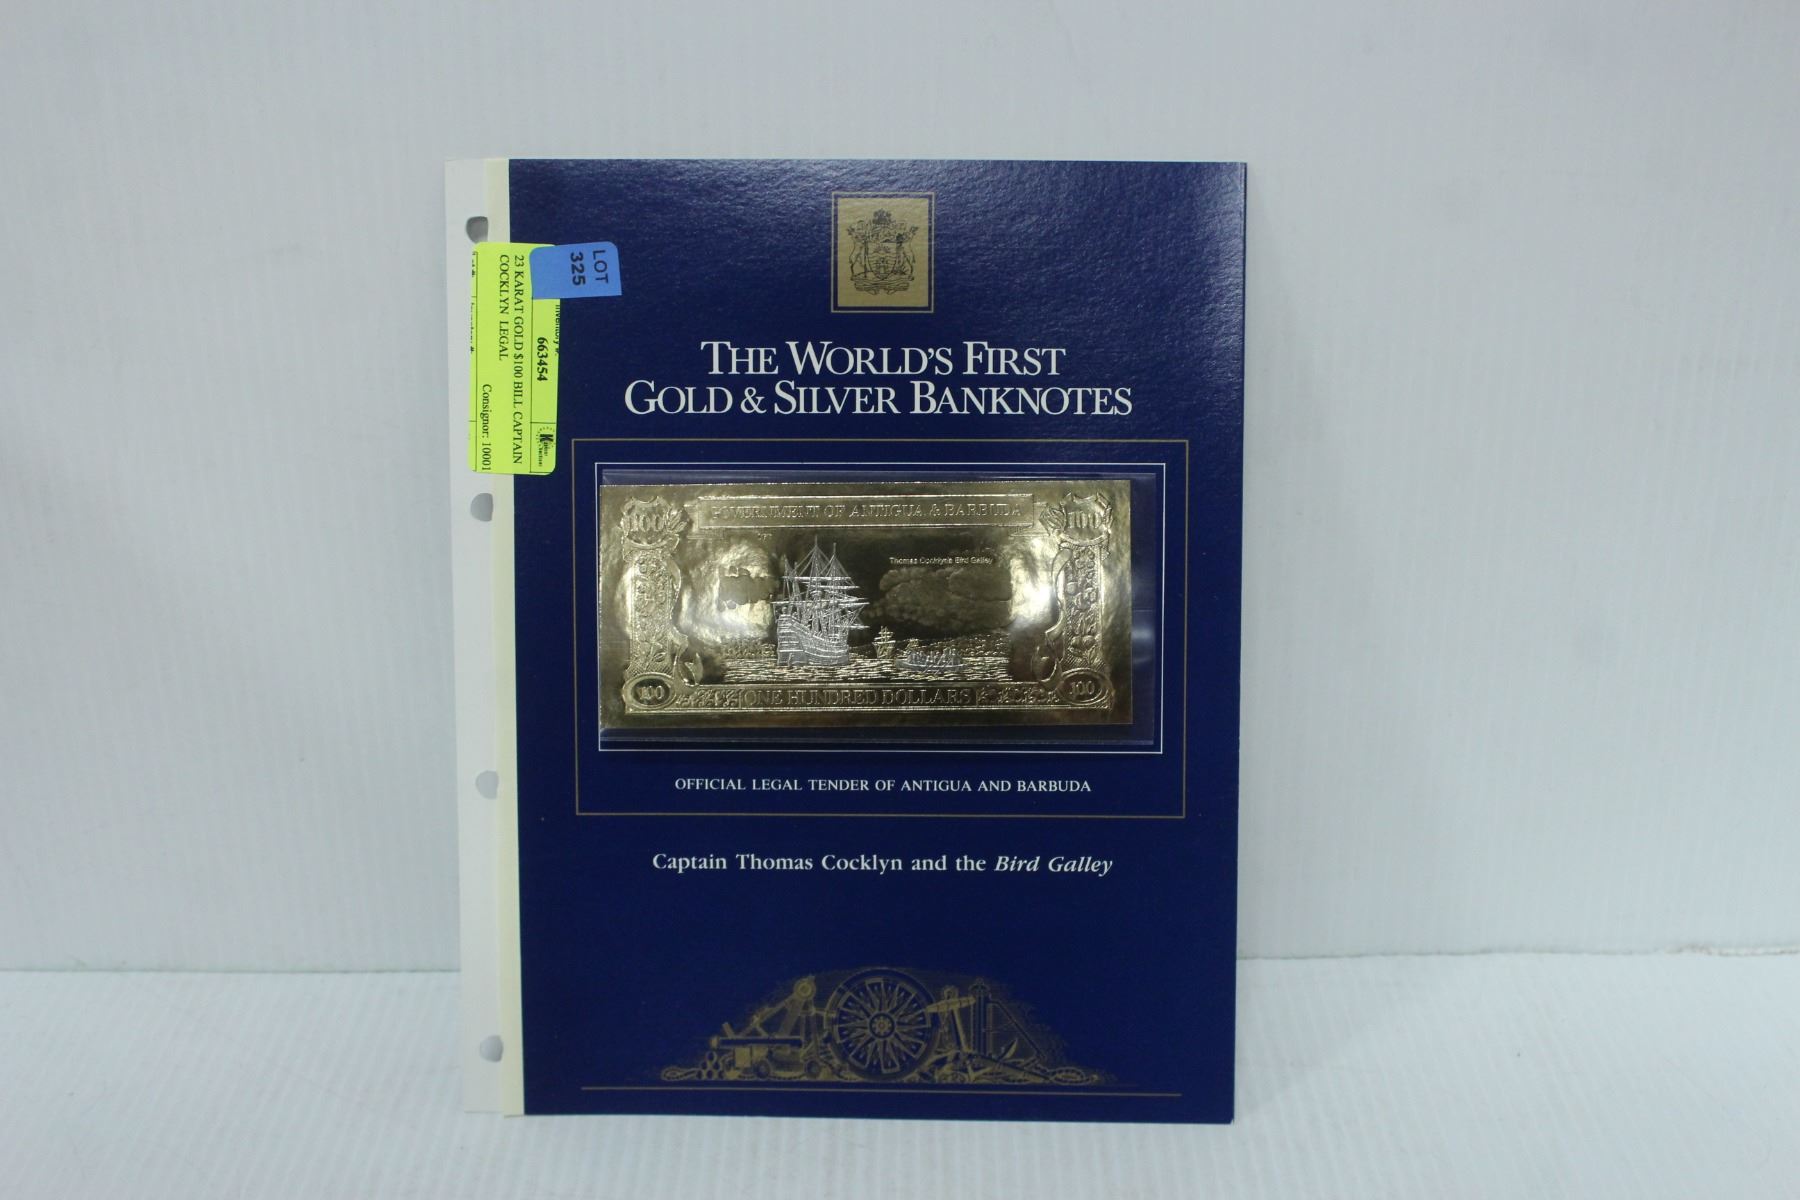 LOT
325
663454
23 KARAT GOLD $100 BILL CAPTAIN
COCKLYN LEGAL
Consignor: 10001
THE WORLD'S FIRST
GOLD & SILVER BANKNOTES
100
GOVERNMENT OF ANTIGUA & BARBUDA
100
Thomas Cocklyn's Bird Galley
100
ONE HUNDRED DOLLARS
100
OFFICIAL LEGAL TENDER OF ANTIGUA AND BARBUDA
Captain Thomas Cocklyn and the Bird Galley